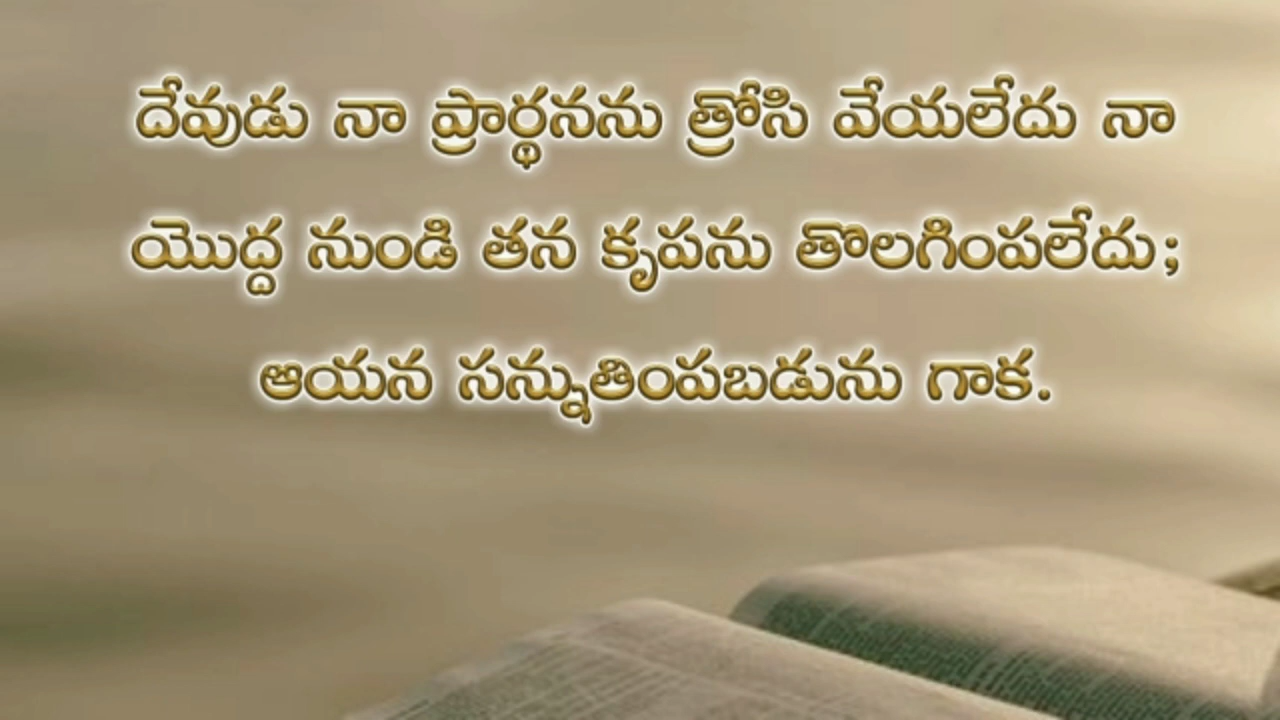 దేవుడు నా ప్రార్థనను త్రోసి వేయలేదు నా
యొద్ద నుండి తన కృపను తొలగింపలేదు;
ఆయన సన్నుతింపబడును గాక.